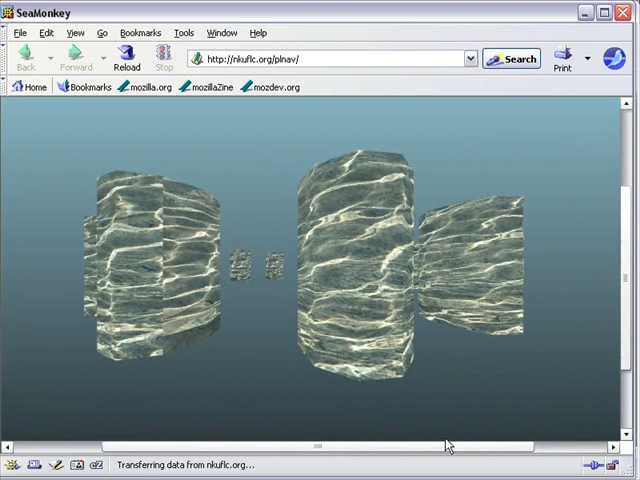 SeaMonkey
File Edit View Go Bookmarks Tools Window Help
Back Forward Reload Stop http://nkuflc.org/plnav/ Search Print
Home Bookmarks mozilla.org mozillaZine mozdev.org
Transferring data from nkuflc.org...